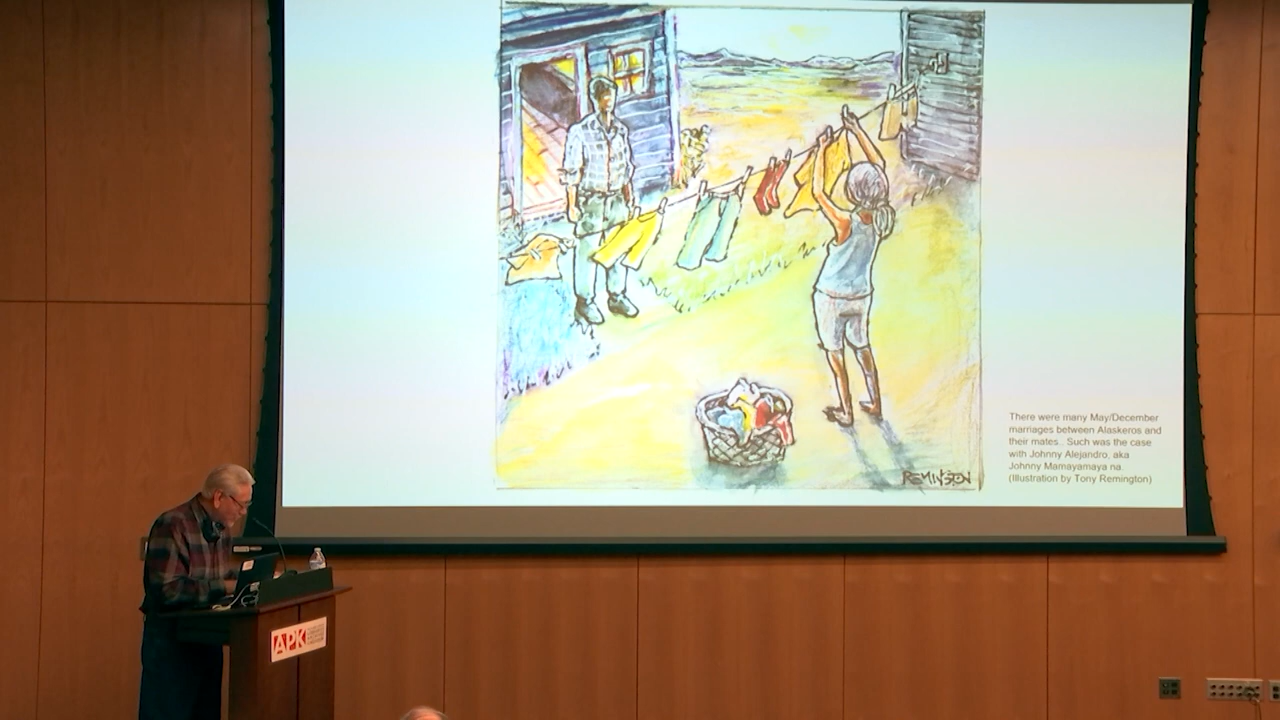 There were many May/December
marriages between Alaskeros and
their mates.. Such was the case
with Johnny Alejandro, aka
Johnny Mamayamaya na.
(Illustration by Tony Remington)
REMINGTON
APK